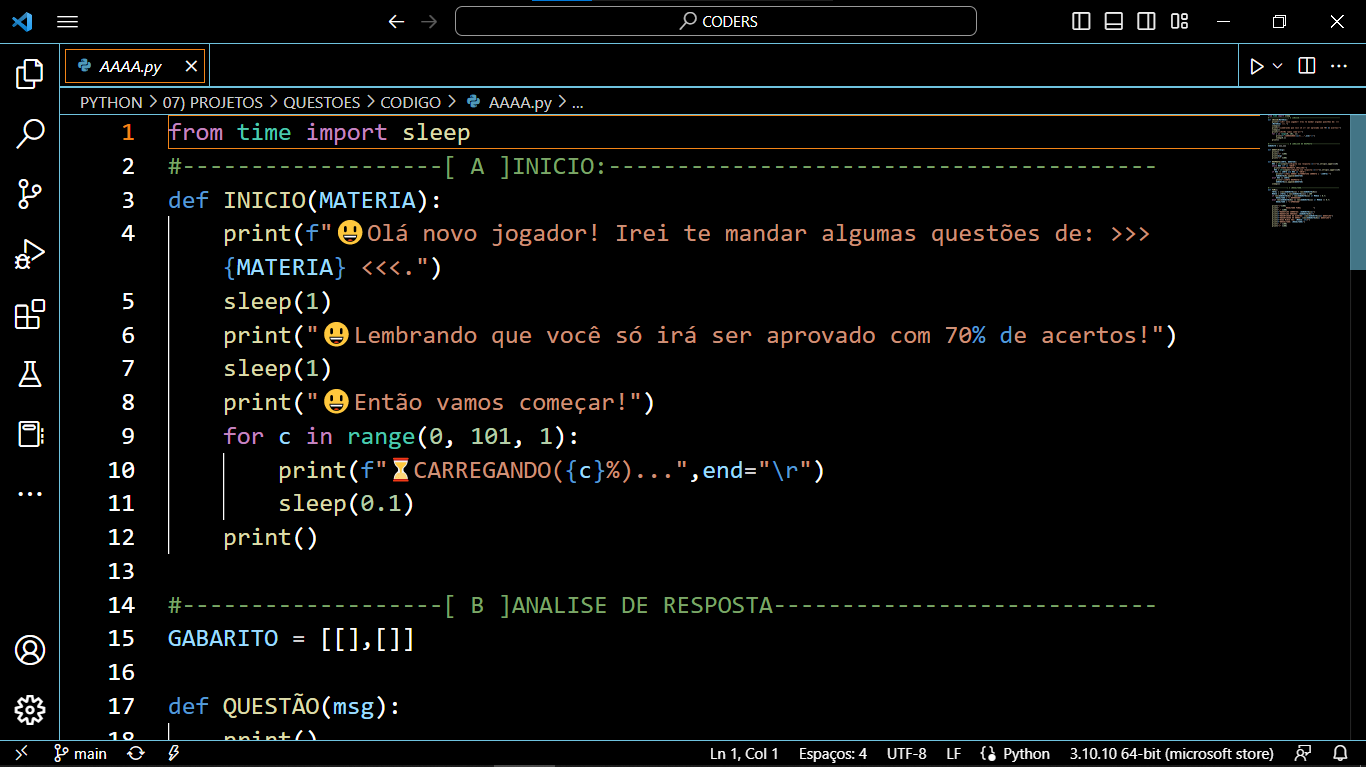 CODERS
AAAA.py
PYTHON > 07) PROJETOS > QUESTOES > CODIGO > AAAA.py > ...
1 from time import sleep
2 #-------------------[ A ]INICIO:----------------------------------------
3 def INICIO(MATERIA):
4 print(f"😃Olá novo jogador! Irei te mandar algumas questões de: >>>
{MATERIA} <<<.")
5 sleep(1)
6 print("😃Lembrando que você só irá ser aprovado com 70% de acertos!")
7 sleep(1)
8 print("😃Então vamos começar!")
9 for c in range(0, 101, 1):
10 print(f"⏳CARREGANDO({c}%)...",end="\r")
11 sleep(0.1)
12 print()
13
14 #-------------------[ B ]ANALISE DE RESPOSTA----------------------------
15 GABARITO = [[],[]]
16
17 def QUESTÃO(msg):
18 print()
main
Ln 1, Col 1 Espaços: 4 UTF-8 LF Python 3.10.10 64-bit (microsoft store)